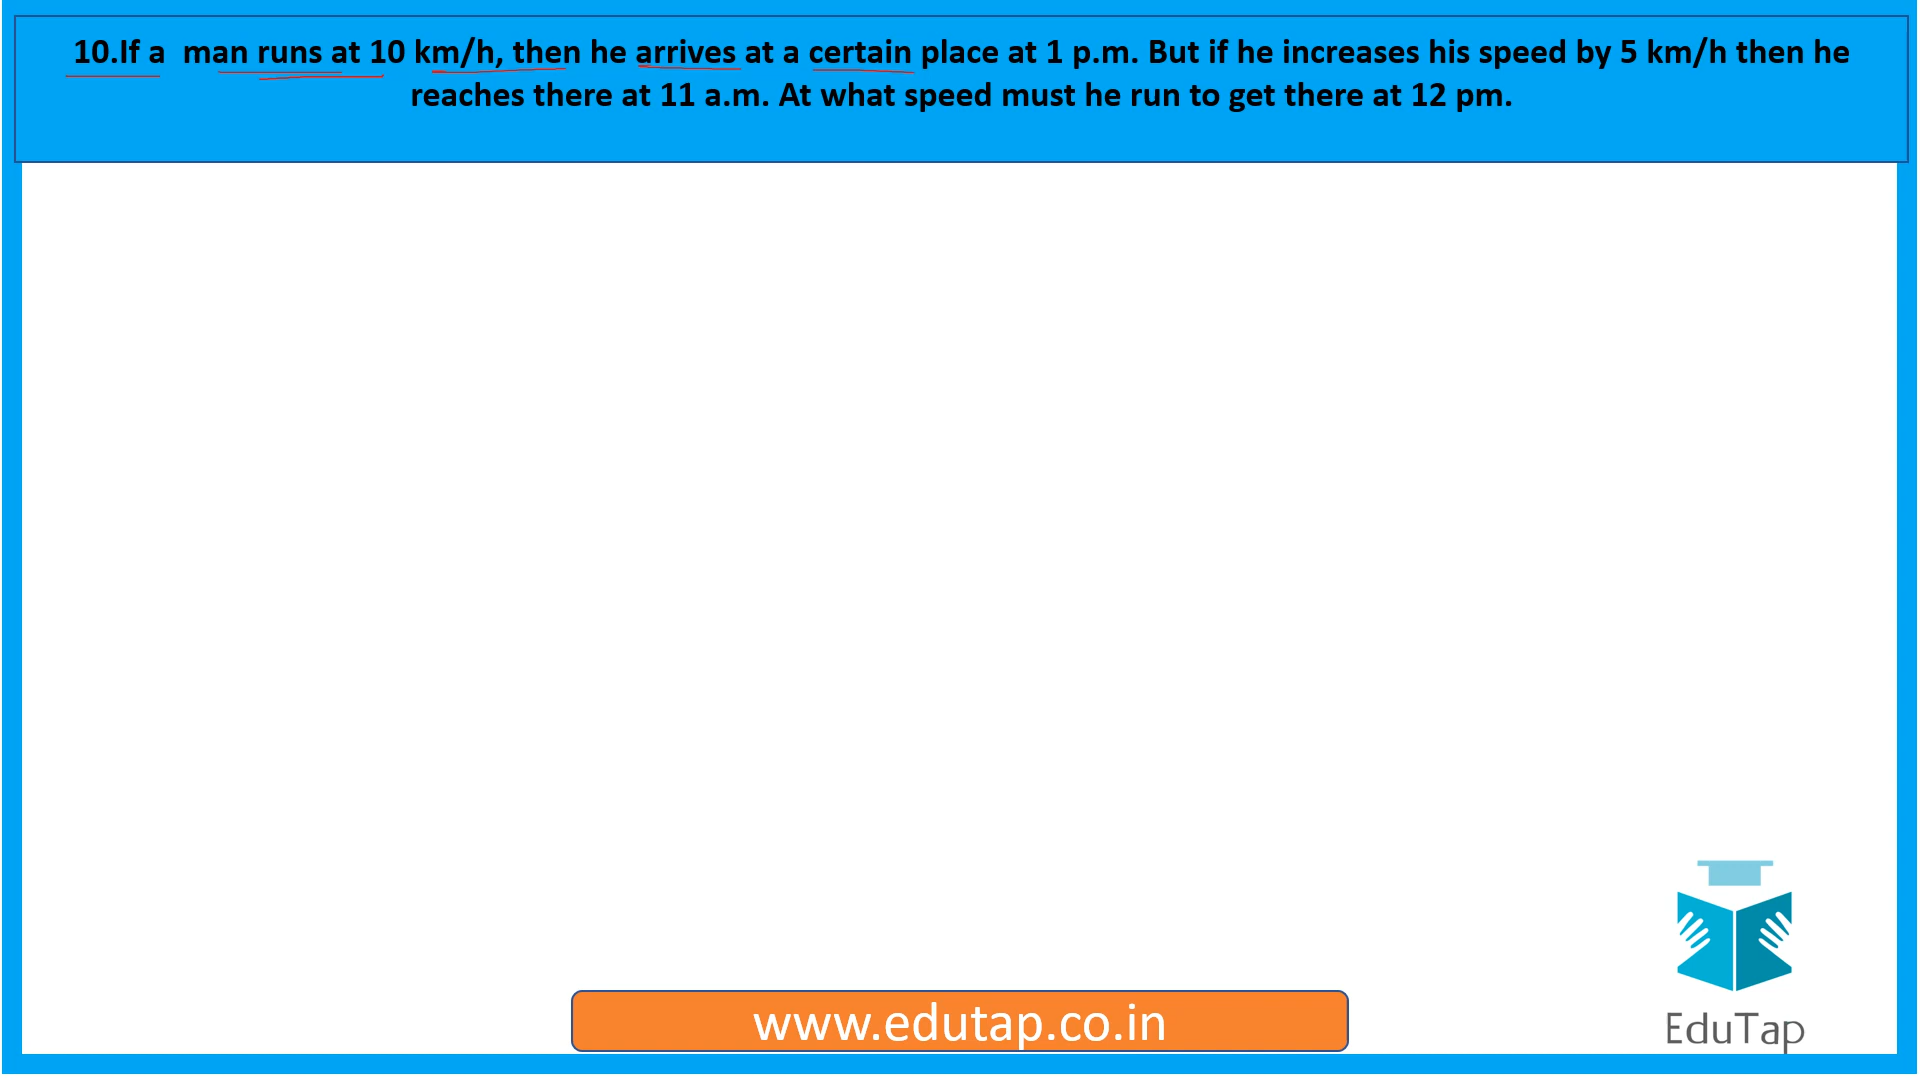 10.If a  man runs at 10 km/h, then he arrives at a certain place at 1 p.m. But if he increases his speed by 5 km/h then he
reaches there at 11 a.m. At what speed must he run to get there at 12 pm.
www.edutap.co.in
EduTap